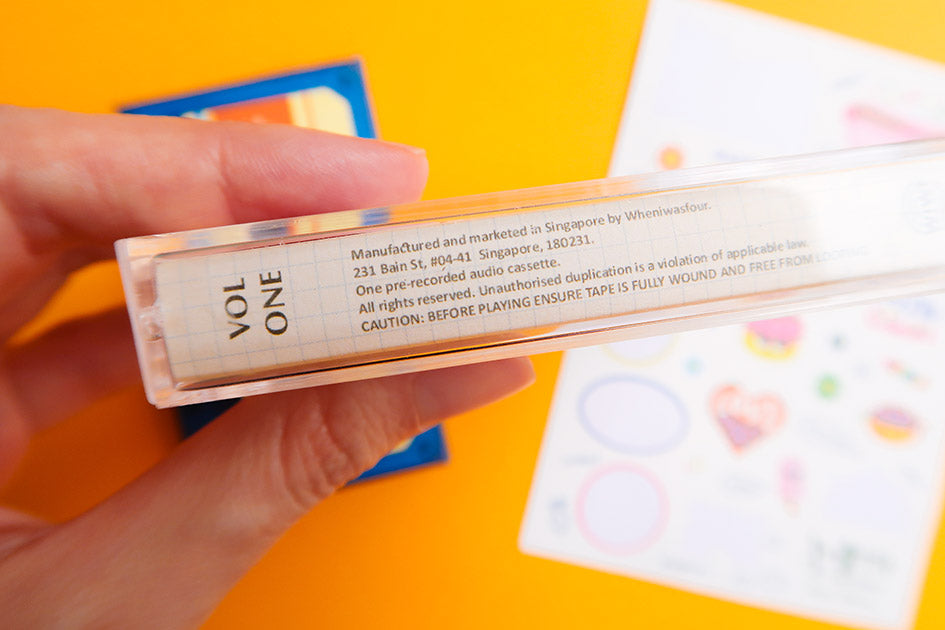 VOL
ONE
Manufactured and marketed in Singapore by Wheniwasfour.
231 Bain St, #04-41 Singapore, 180231.
One pre-recorded audio cassette.
All rights reserved. Unauthorised duplication is a violation of applicable law.
CAUTION: BEFORE PLAYING ENSURE TAPE IS FULLY WOUND AND FREE FROM LOOPING.